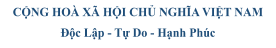 CỘNG HOÀ XÃ HỘI CHỦ NGHĨA VIỆT NAM
Độc Lập - Tự Do - Hạnh Phúc